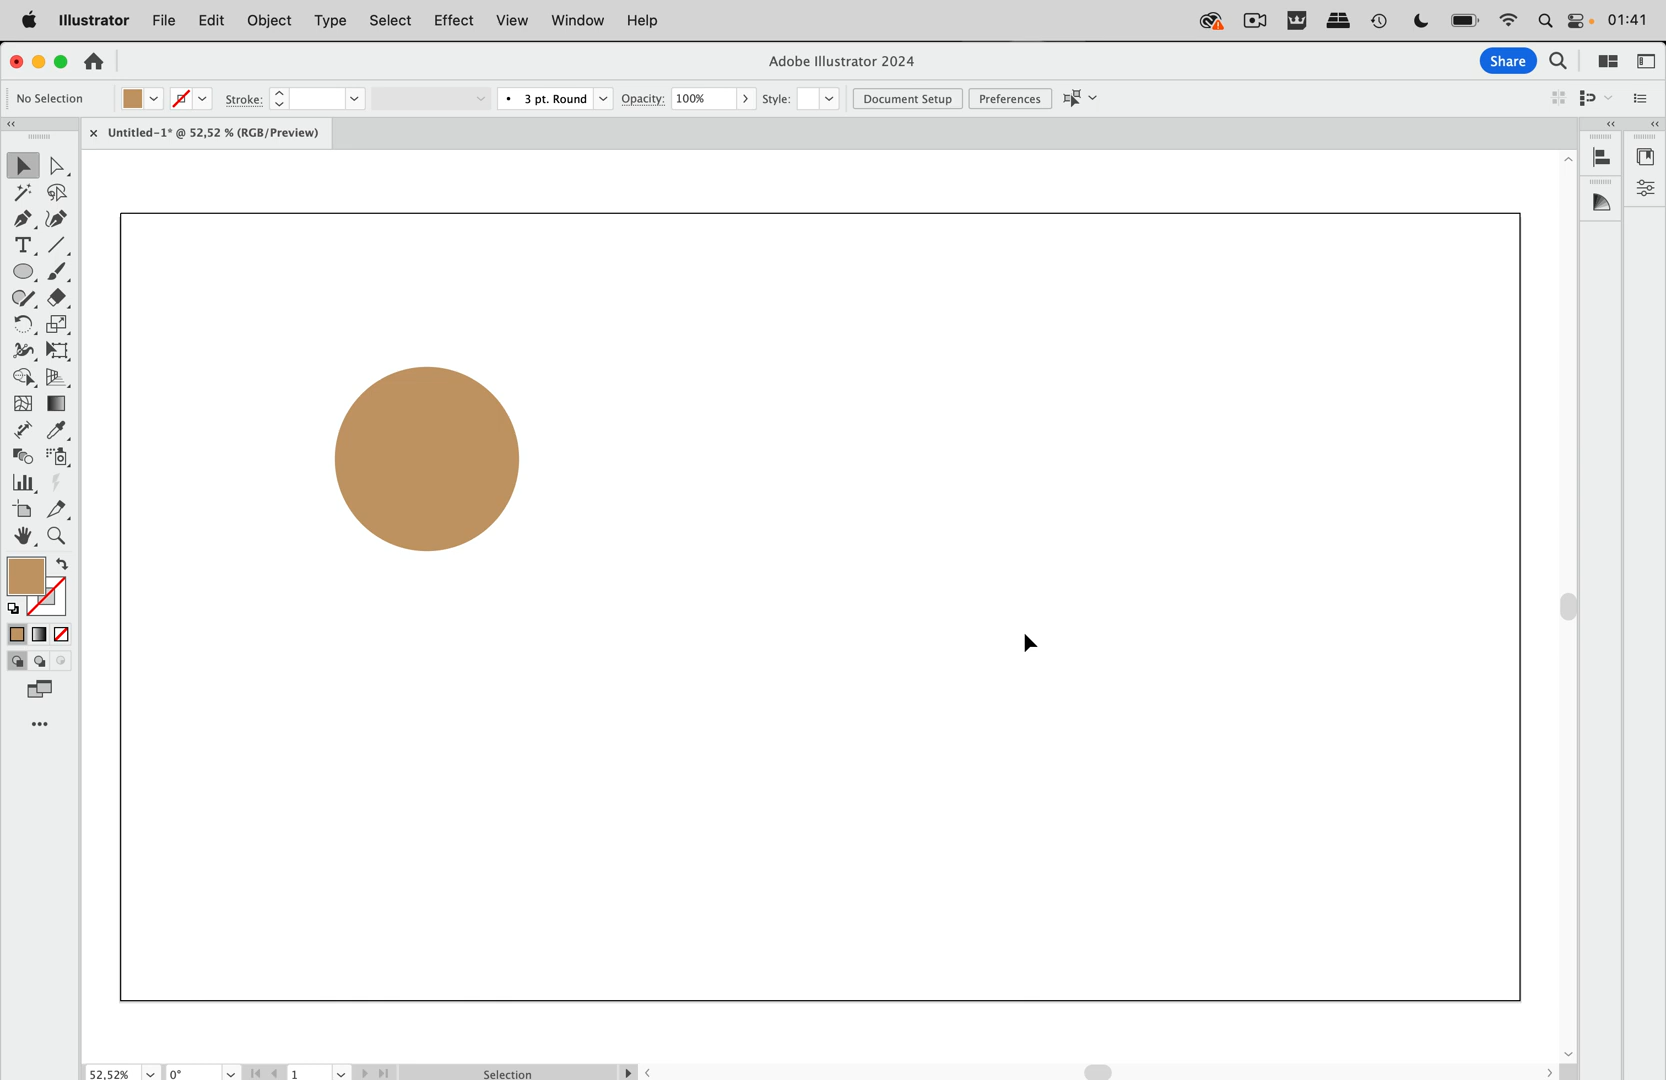 Illustrator File Edit Object Type Select Effect View Window Help 01:41
Adobe Illustrator 2024 Share
No Selection Stroke: 3 pt. Round Opacity: 100% Style: Document Setup Preferences
Untitled-1* @ 52,52 % (RGB/Preview)
52,52% 0° 1 Selection